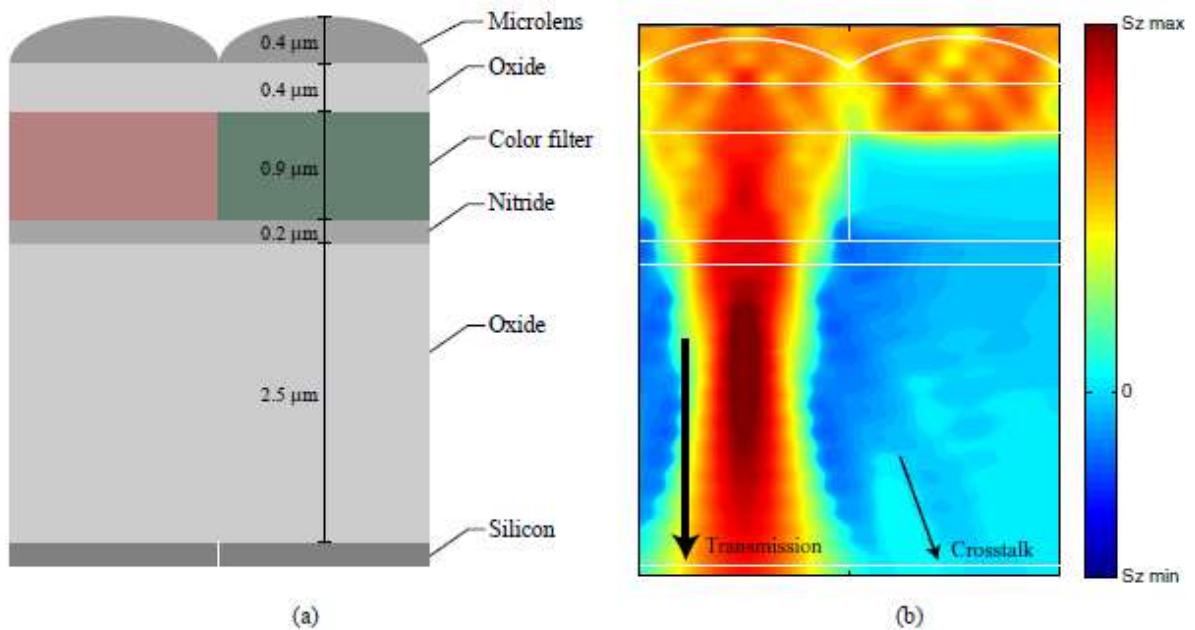 Microlens
0.4 µm
Oxide
0.4 µm
Color filter
0.9 µm
Nitride
0.2 µm
Oxide
2.5 µm
Silicon
(a)
Sz max
0
Transmission
Crosstalk
Sz min
(b)